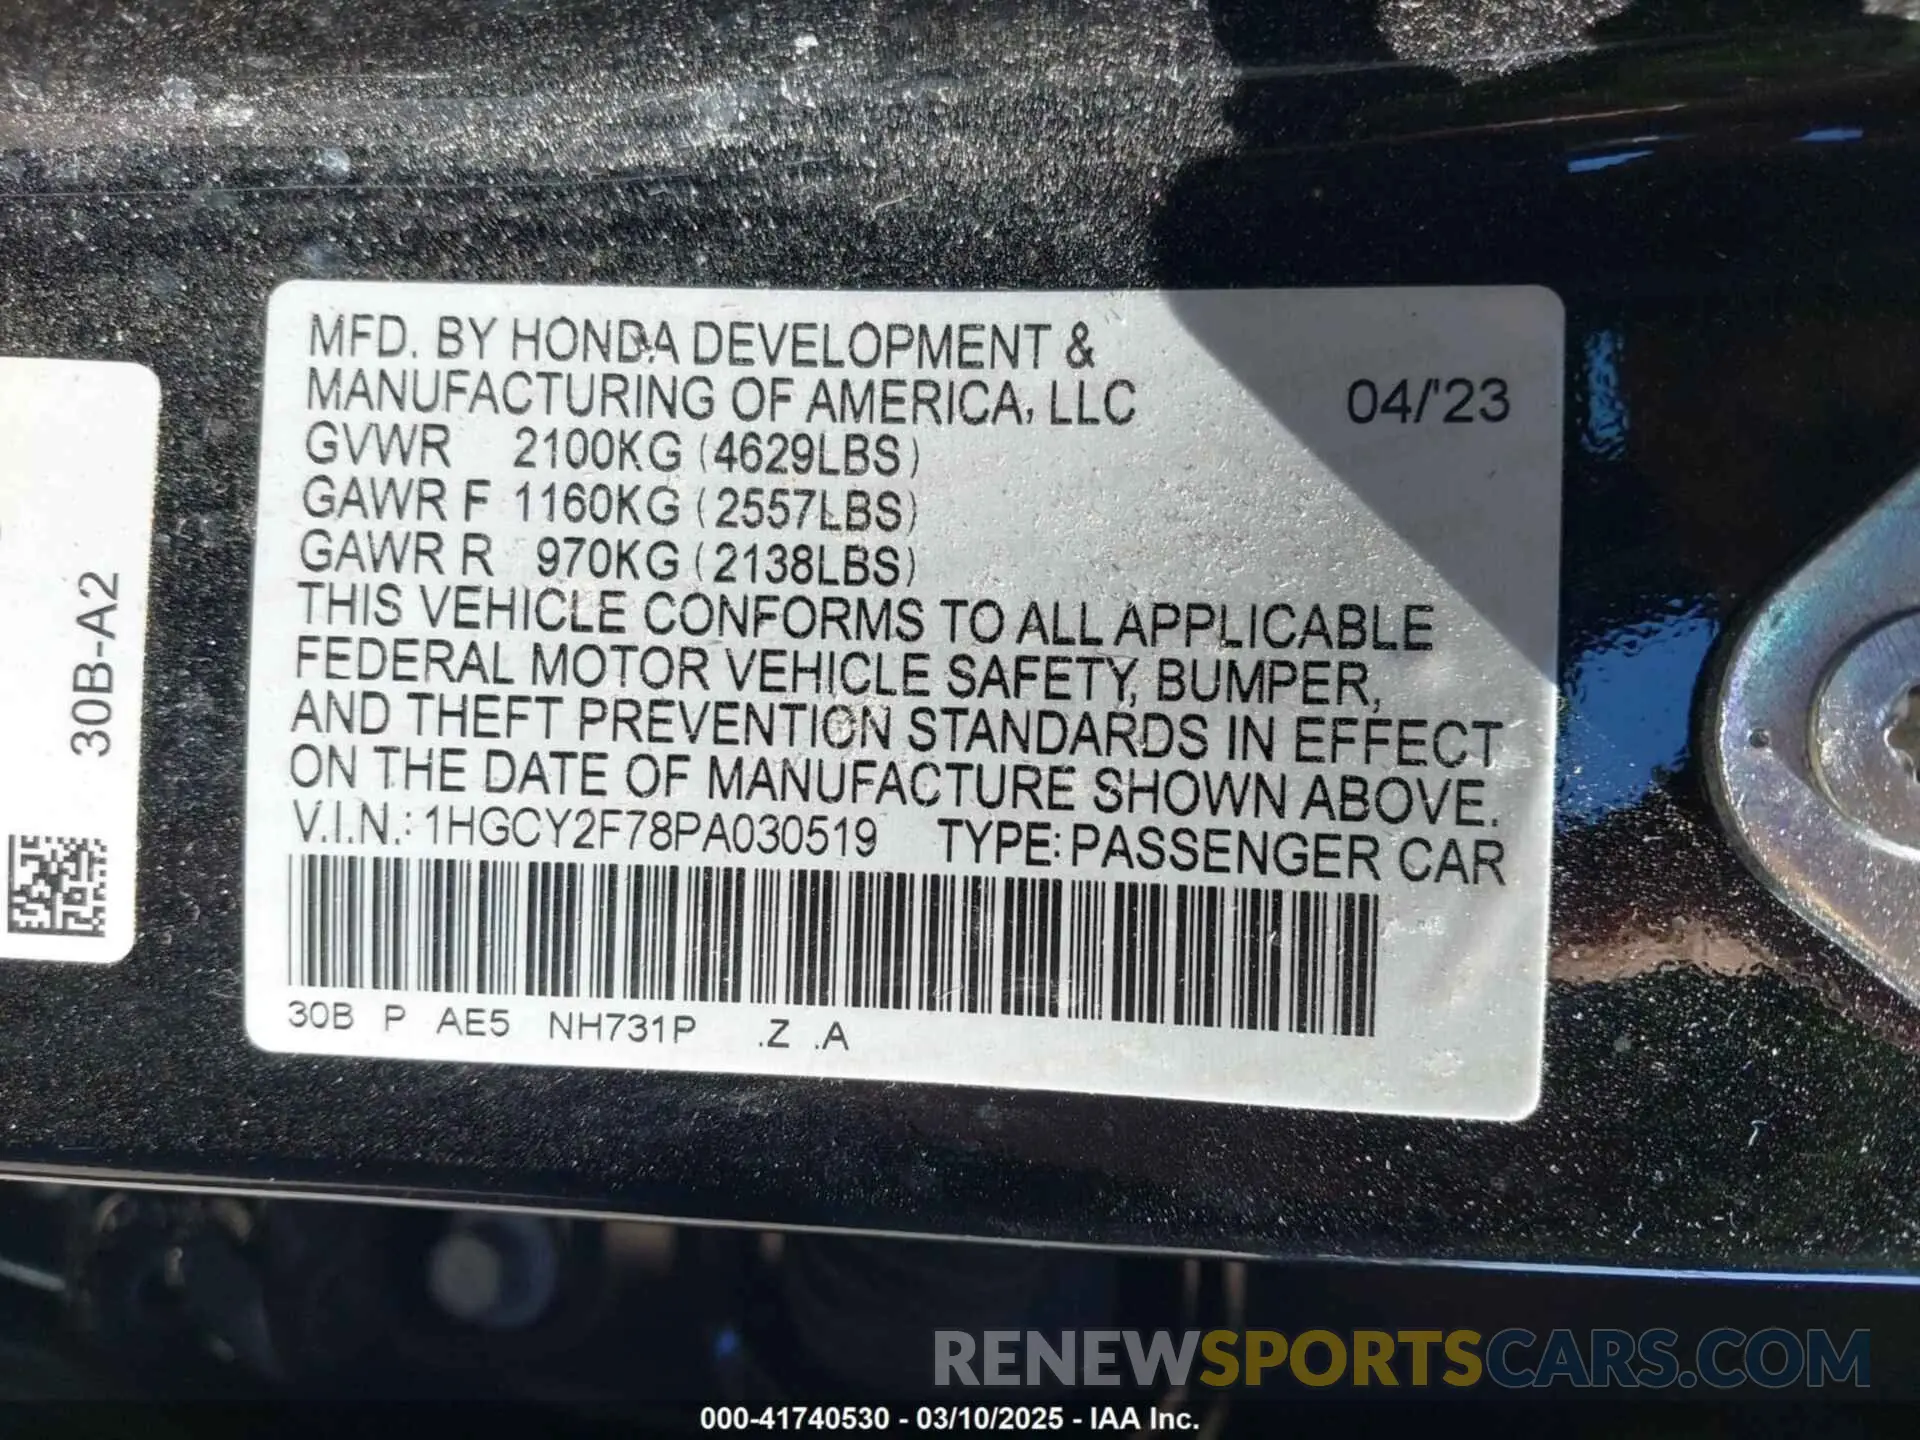 MFD. BY HONDA DEVELOPMENT &
MANUFACTURING OF AMERICA, LLC 04/'23
GVWR 2100KG (4629LBS)
GAWR F 1160KG (2557LBS)
GAWR R 970KG (2138LBS)
THIS VEHICLE CONFORMS TO ALL APPLICABLE
FEDERAL MOTOR VEHICLE SAFETY, BUMPER,
AND THEFT PREVENTION STANDARDS IN EFFECT
ON THE DATE OF MANUFACTURE SHOWN ABOVE.
V.I.N.: 1HGCY2F78PA030519 TYPE: PASSENGER CAR
30B P AE5 NH731P .Z .A
30B-A2
RENEWSPORTSCARS.COM
000-41740530 - 03/10/2025 - IAA Inc.